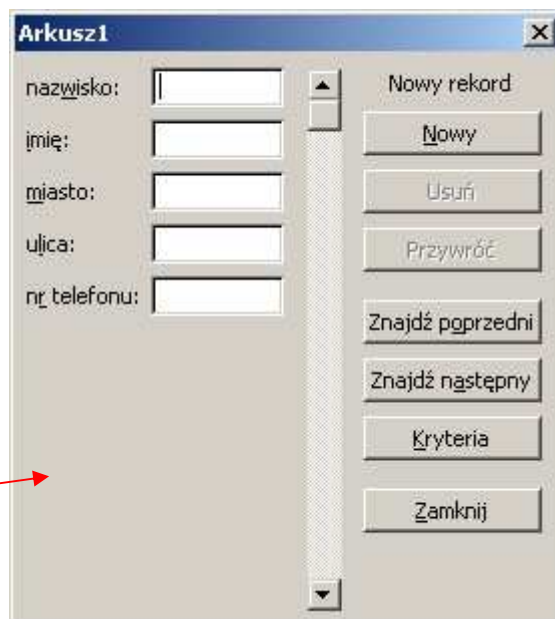 Arkusz1
nazwisko:
imię:
miasto:
ulica:
nr telefonu:
Nowy rekord
Nowy
Usuń
Przywróć
Znajdź poprzedni
Znajdź następny
Kryteria
Zamknij